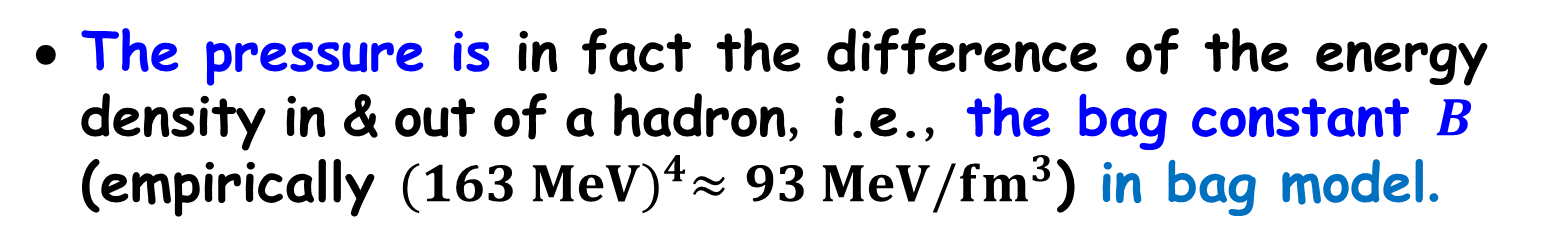 • The pressure is in fact the difference of the energy
density in & out of a hadron, i.e., the bag constant B
(empirically (163 MeV)⁴≈ 93 MeV/fm³) in bag model.